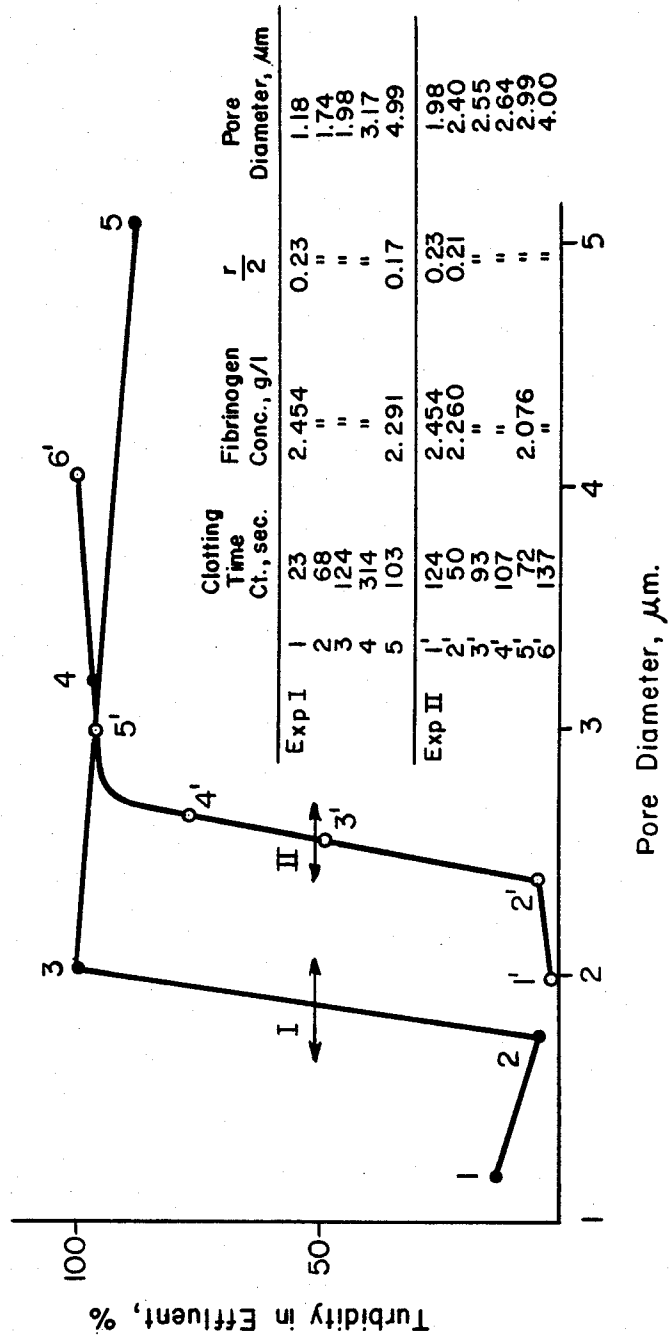 Turbidity in Effluent, %
100
50
1
2
3
4
5
Pore Diameter, μm.
1
2
3
4
5
I
1'
2'
3'
4'
5'
6'
II
Clotting Time Ct., sec.
Fibrinogen Conc., g/l
r/2
Pore Diameter, μm
Exp I 1 23 2.454 0.23 1.18
2 68 " " 1.74
3 124 " " 1.98
4 314 " " 3.17
5 103 2.291 0.17 4.99
Exp II 1' 124 2.454 0.23 1.98
2' 50 2.260 0.21 2.40
3' 93 " " 2.55
4' 107 " " 2.64
5' 72 2.076 " 2.99
6' 137 " " 4.00